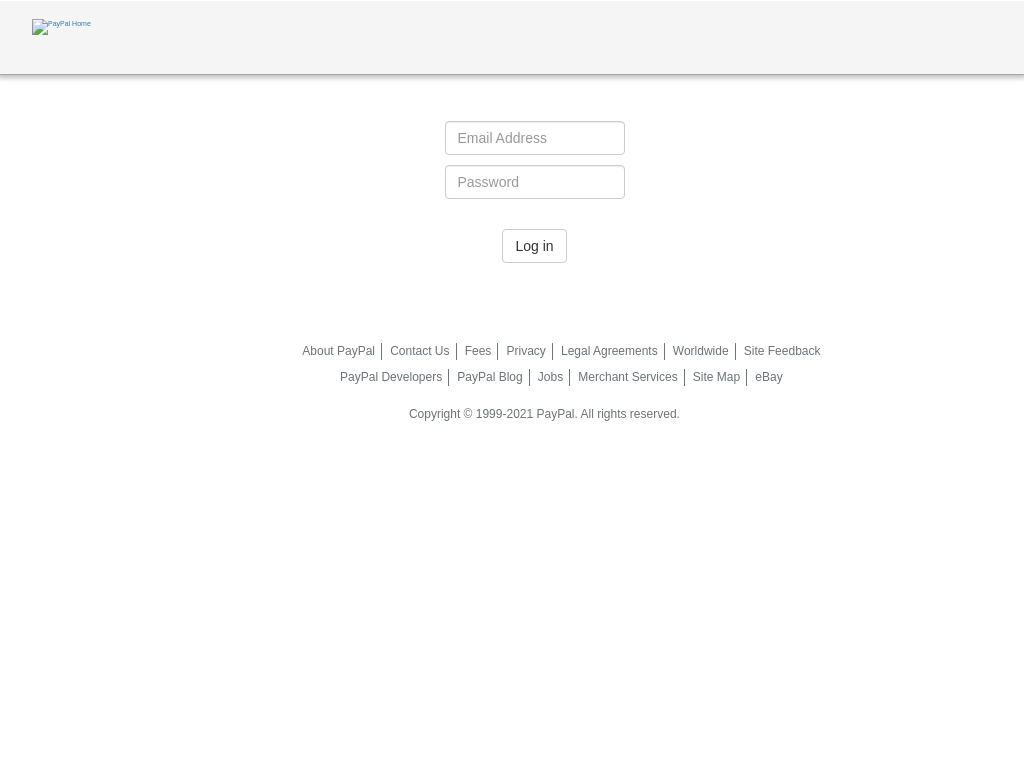 PayPal Home
Email Address
Password
Log in
About PayPal Contact Us Fees Privacy Legal Agreements Worldwide Site Feedback
PayPal Developers PayPal Blog Jobs Merchant Services Site Map eBay
Copyright © 1999-2021 PayPal. All rights reserved.